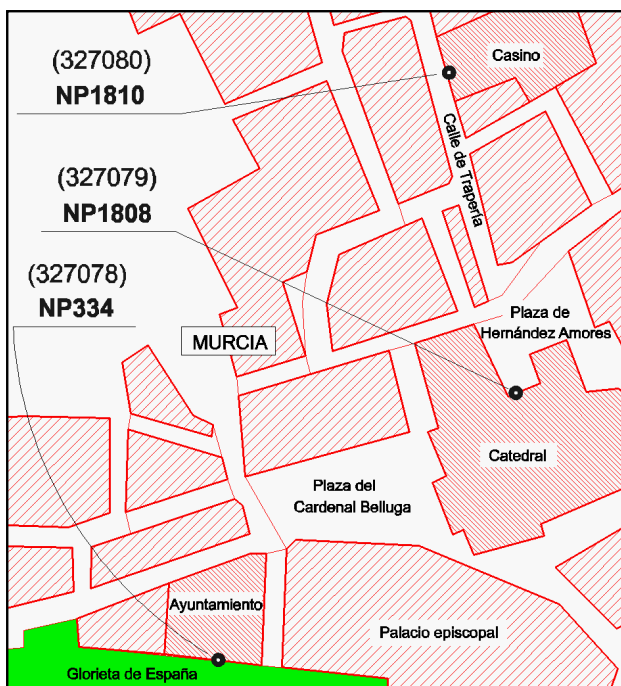 (327080)
NP1810
Casino
Calle de Trapería
(327079)
NP1808
(327078)
NP334
Plaza de
Hernández Amores
MURCIA
Catedral
Plaza del
Cardenal Belluga
Ayuntamiento
Palacio episcopal
Glorieta de España